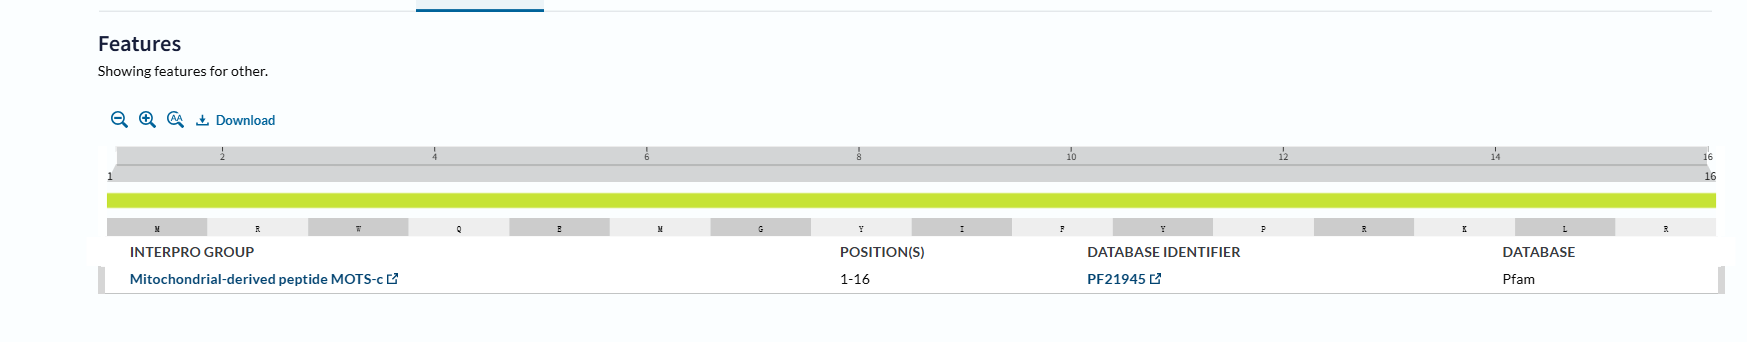 Features
Showing features for other.
AA Download
2 4 6 8 10 12 14 16
1 16
M R W Q E M G Y I F Y P R K L R
INTERPRO GROUP POSITION(S) DATABASE IDENTIFIER DATABASE
Mitochondrial-derived peptide MOTS-c 1-16 PF21945 Pfam